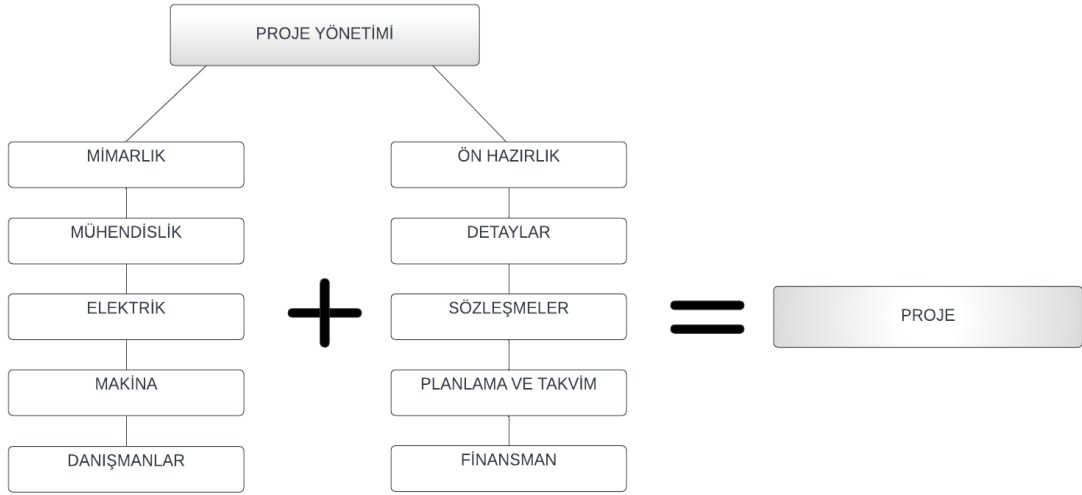 PROJE YÖNETİMİ
MİMARLIK
MÜHENDİSLİK
ELEKTRİK
MAKİNA
DANIŞMANLAR
ÖN HAZIRLIK
DETAYLAR
SÖZLEŞMELER
PLANLAMA VE TAKVİM
FİNANSMAN
PROJE